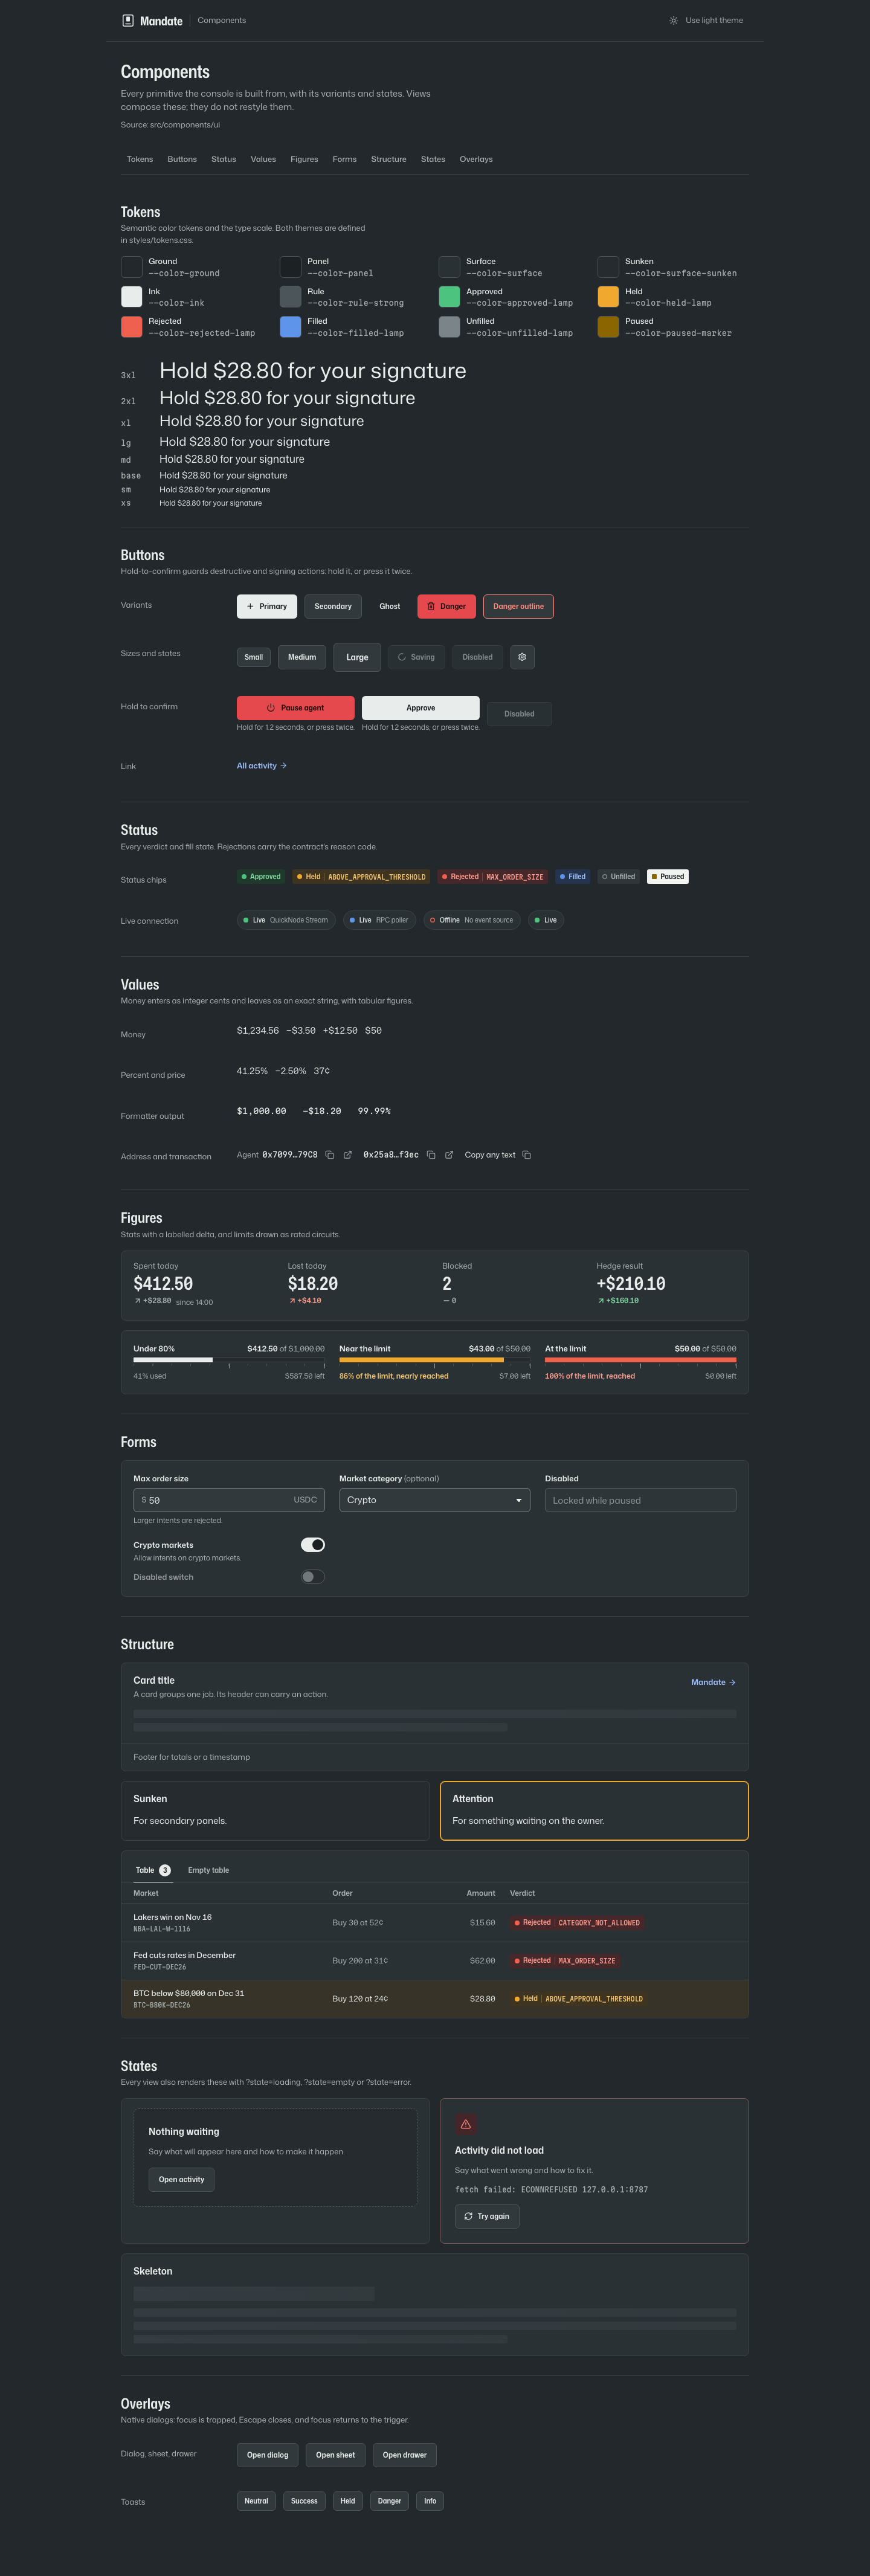 Mandate
Components
Use light theme
Components
Every primitive the console is built from, with its variants and states. Views
compose these; they do not restyle them.
Source: src/components/ui
Tokens Buttons Status Values Figures Forms Structure States Overlays
Tokens
Semantic color tokens and the type scale. Both themes are defined
in styles/tokens.css.
Ground
--color-ground
Panel
--color-panel
Surface
--color-surface
Sunken
--color-surface-sunken
Ink
--color-ink
Rule
--color-rule-strong
Approved
--color-approved-lamp
Held
--color-held-lamp
Rejected
--color-rejected-lamp
Filled
--color-filled-lamp
Unfilled
--color-unfilled-lamp
Paused
--color-paused-marker
3xl Hold $28.80 for your signature
2xl Hold $28.80 for your signature
xl Hold $28.80 for your signature
lg Hold $28.80 for your signature
md Hold $28.80 for your signature
base Hold $28.80 for your signature
sm Hold $28.80 for your signature
xs Hold $28.80 for your signature
Buttons
Hold-to-confirm guards destructive and signing actions: hold it, or press it twice.
Variants
Primary Secondary Ghost Danger Danger outline
Sizes and states
Small Medium Large Saving Disabled
Hold to confirm
Pause agent Approve Disabled
Hold for 1.2 seconds, or press twice. Hold for 1.2 seconds, or press twice.
Link
All activity →
Status
Every verdict and fill state. Rejections carry the contract's reason code.
Status chips
Approved Held | ABOVE_APPROVAL_THRESHOLD Rejected | MAX_ORDER_SIZE Filled Unfilled Paused
Live connection
Live QuickNode Stream Live RPC poller Offline No event source Live
Values
Money enters as integer cents and leaves as an exact string, with tabular figures.
Money
$1,234.56 −$3.50 +$12.50 $50
Percent and price
41.25% −2.50% 37¢
Formatter output
$1,000.00 −$18.20 99.99%
Address and transaction
Agent 0x7099…79C8 0x25a8…f3ec Copy any text
Figures
Stats with a labelled delta, and limits drawn as rated circuits.
Spent today
$412.50
+$28.80 since 14:00
Lost today
$18.20
+$4.10
Blocked
2
0
Hedge result
+$210.10
+$160.10
Under 80% $412.50 of $1,000.00
41% used $587.50 left
Near the limit $43.00 of $50.00
86% of the limit, nearly reached $7.00 left
At the limit $50.00 of $50.00
100% of the limit, reached $0.00 left
Forms
Max order size
$ 50 USDC
Larger intents are rejected.
Market category (optional)
Crypto
Disabled
Locked while paused
Crypto markets
Allow intents on crypto markets.
Disabled switch
Structure
Card title
A card groups one job. Its header can carry an action.
Mandate →
Footer for totals or a timestamp
Sunken
For secondary panels.
Attention
For something waiting on the owner.
Table 3 Empty table
Market Order Amount Verdict
Lakers win on Nov 16
NBA-LAL-W-1116
Buy 30 at 52¢ $15.60 Rejected | CATEGORY_NOT_ALLOWED
Fed cuts rates in December
FED-CUT-DEC26
Buy 200 at 31¢ $62.00 Rejected | MAX_ORDER_SIZE
BTC below $80,000 on Dec 31
BTC-B80K-DEC26
Buy 120 at 24¢ $28.80 Held | ABOVE_APPROVAL_THRESHOLD
States
Every view also renders these with ?state=loading, ?state=empty or ?state=error.
Nothing waiting
Say what will appear here and how to make it happen.
Open activity
Activity did not load
Say what went wrong and how to fix it.
fetch failed: ECONNREFUSED 127.0.0.1:8787
Try again
Skeleton
Overlays
Native dialogs: focus is trapped, Escape closes, and focus returns to the trigger.
Dialog, sheet, drawer
Open dialog Open sheet Open drawer
Toasts
Neutral Success Held Danger Info